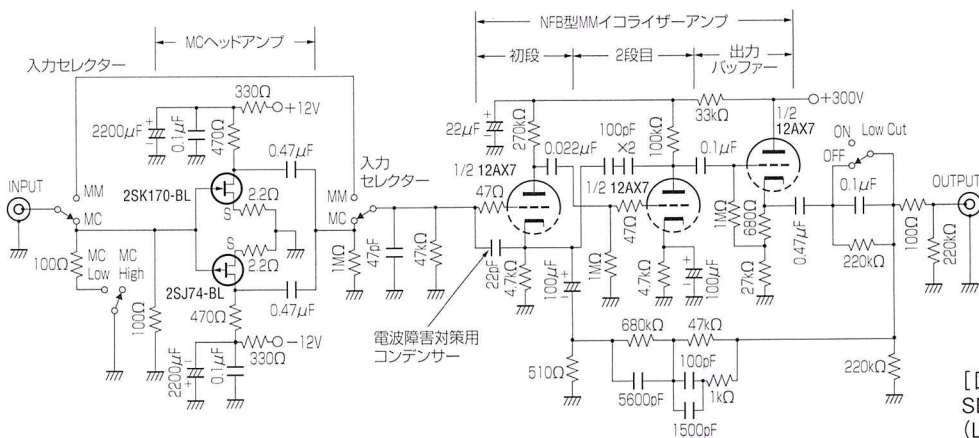 NFB型MMイコライザーアンプ
MCヘッドアンプ
初段
2段目
出力
バッファー
入力セレクター
330Ω
+12V
2200μF
0.1μF
470Ω
0.47μF
INPUT
MM
MC
2SK170-BL
S
2.2Ω
S
2.2Ω
100Ω
MC
Low
MC
High
2SJ74-BL
100Ω
470Ω
0.47μF
-12V
330Ω
2200μF
0.1μF
入力
セレクター
MM
MC
1MΩ
47pF
47kΩ
22μF
270kΩ
0.022μF
1/2 12AX7
47Ω
22pF
4.7kΩ
100μF
電波障害対策用
コンデンサー
100pF
×2
100kΩ
33kΩ
0.1μF
1/2 12AX7
1MΩ
47Ω
4.7kΩ
100μF
+300V
1/2
12AX7
1MΩ
680Ω
27kΩ
0.47μF
ON
OFF
Low Cut
0.1μF
220kΩ
OUTPUT
100Ω
220kΩ
510Ω
680kΩ
47kΩ
5600pF
100pF
1kΩ
1500pF
220kΩ
SI
(L